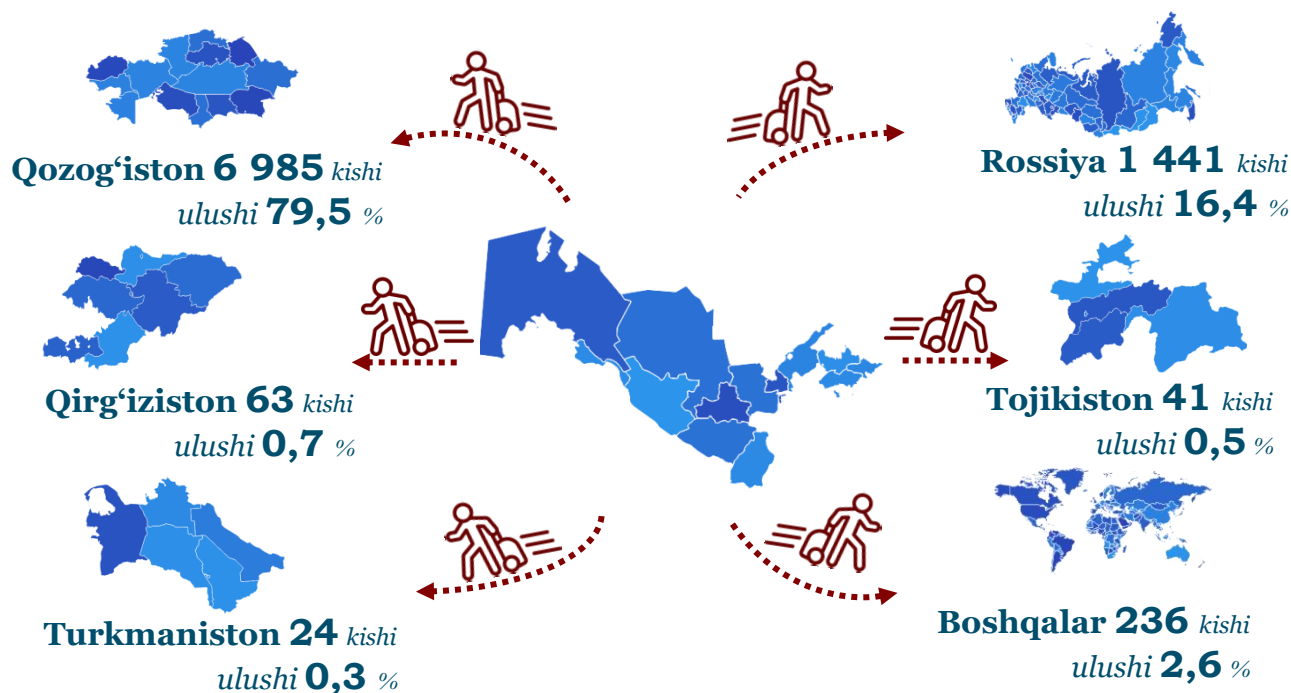 Qozog‘iston 6 985 kishi
ulushi 79,5 %
Rossiya 1 441 kishi
ulushi 16,4 %
Qirg‘iziston 63 kishi
ulushi 0,7 %
Tojikiston 41 kishi
ulushi 0,5 %
Turkmaniston 24 kishi
ulushi 0,3 %
Boshqalar 236 kishi
ulushi 2,6 %